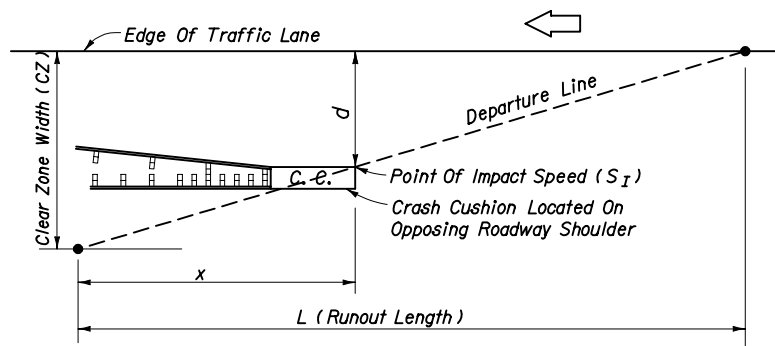 Edge Of Traffic Lane
Clear Zone Width (CZ)
d
Departure Line
c. e.
Point Of Impact Speed (SI)
Crash Cushion Located On
Opposing Roadway Shoulder
x
L (Runout Length)